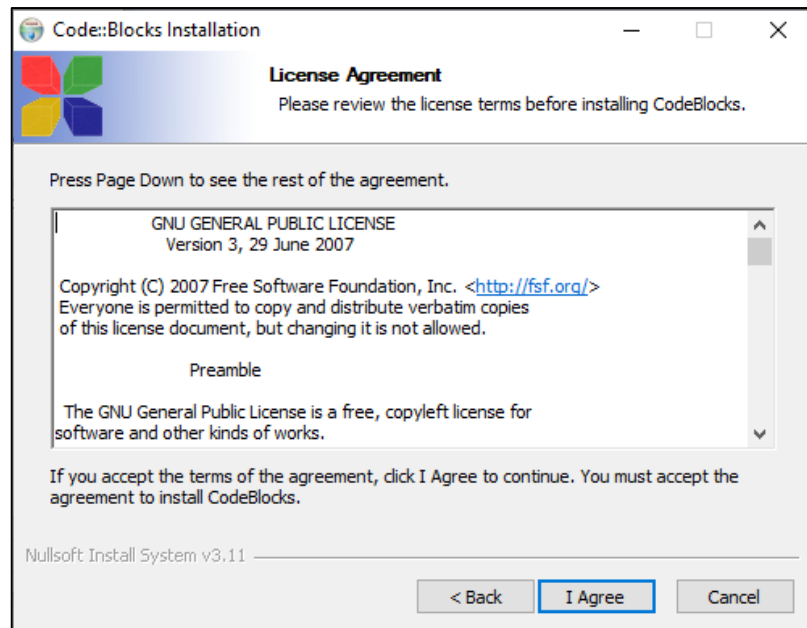 Code::Blocks Installation
License Agreement
Please review the license terms before installing CodeBlocks.
Press Page Down to see the rest of the agreement.
GNU GENERAL PUBLIC LICENSE
Version 3, 29 June 2007
Copyright (C) 2007 Free Software Foundation, Inc. <http://fsf.org/>
Everyone is permitted to copy and distribute verbatim copies
of this license document, but changing it is not allowed.
Preamble
The GNU General Public License is a free, copyleft license for
software and other kinds of works.
If you accept the terms of the agreement, click I Agree to continue. You must accept the
agreement to install CodeBlocks.
Nullsoft Install System v3.11
< Back I Agree Cancel